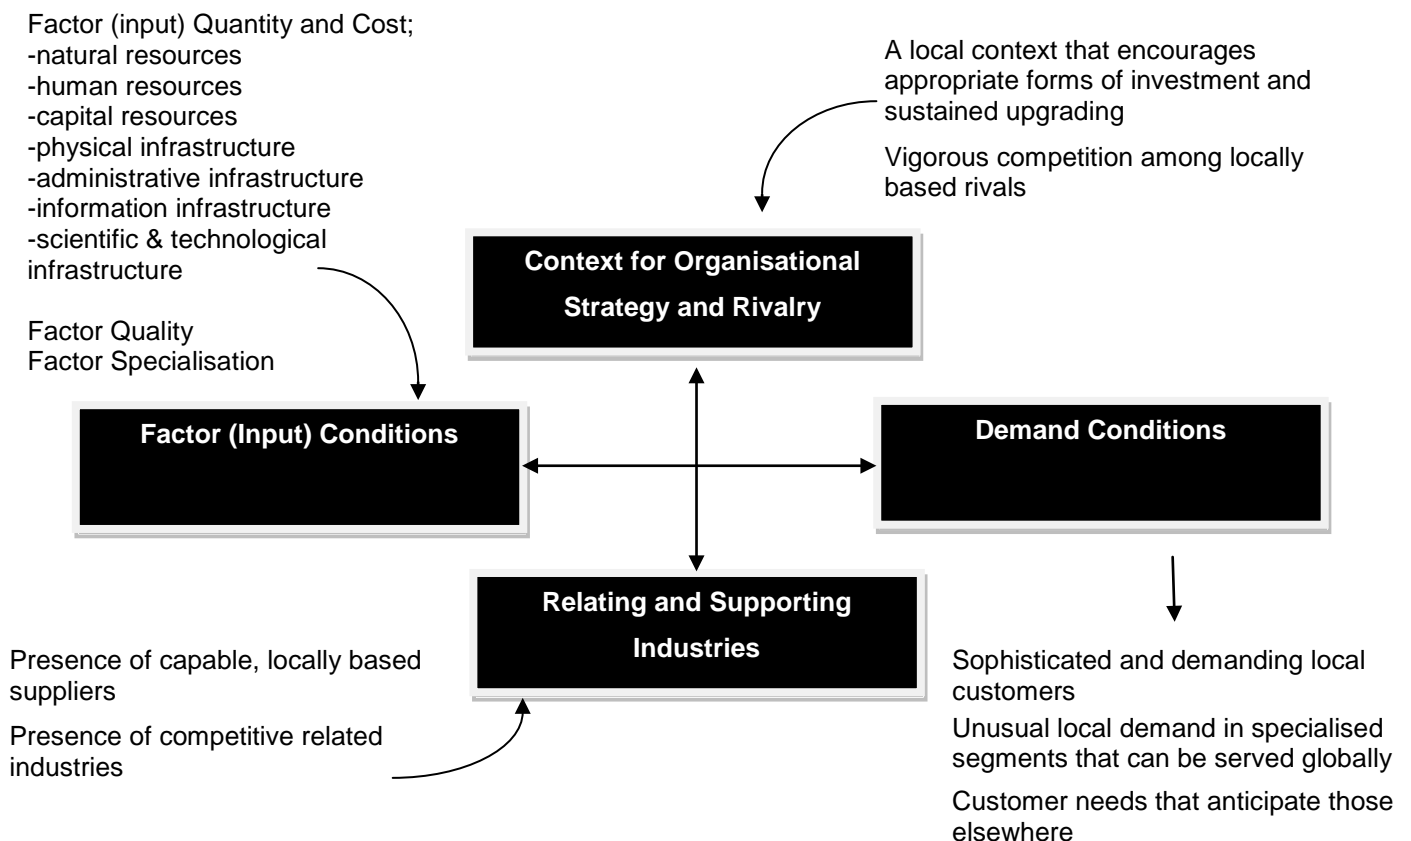 Factor (input) Quantity and Cost;
-natural resources
-human resources
-capital resources
-physical infrastructure
-administrative infrastructure
-information infrastructure
-scientific & technological
infrastructure
Factor Quality
Factor Specialisation
A local context that encourages
appropriate forms of investment and
sustained upgrading
Vigorous competition among locally
based rivals
Context for Organisational
Strategy and Rivalry
Factor (Input) Conditions
Demand Conditions
Relating and Supporting
Industries
Presence of capable, locally based
suppliers
Presence of competitive related
industries
Sophisticated and demanding local
customers
Unusual local demand in specialised
segments that can be served globally
Customer needs that anticipate those
elsewhere